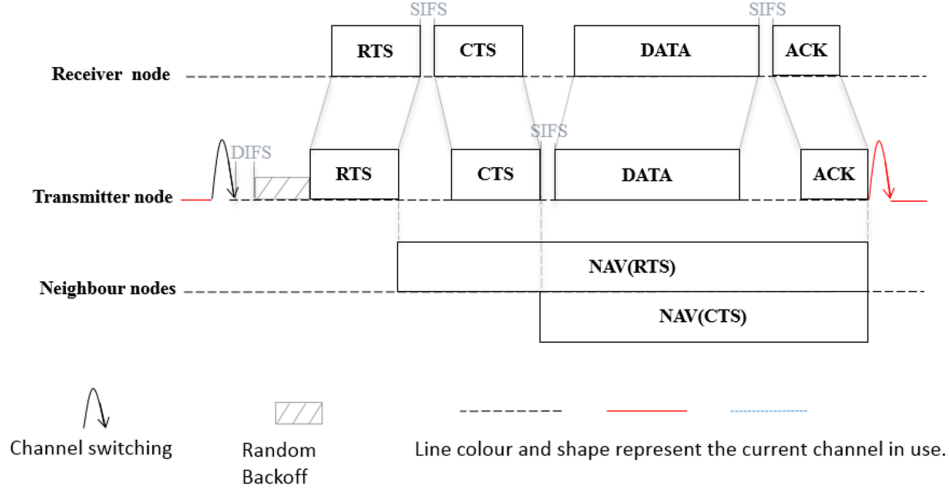 SIFS SIFS
RTS CTS DATA ACK
Receiver node
SIFS
DIFS
RTS CTS DATA ACK
Transmitter node
NAV(RTS)
Neighbour nodes
NAV(CTS)
Channel switching
Random
Backoff
Line colour and shape represent the current channel in use.